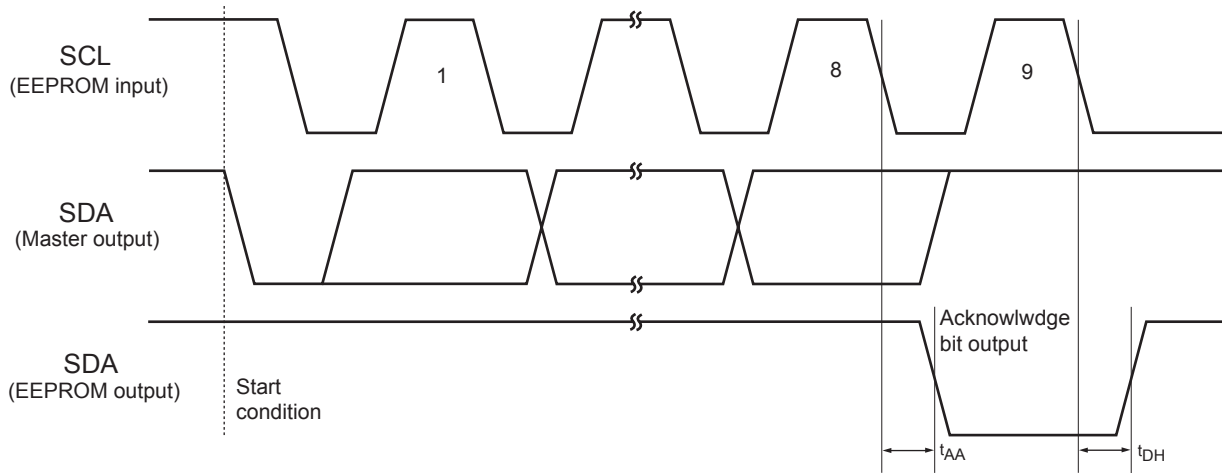 SCL
(EEPROM input)
1
8
9
SDA
(Master output)
SDA
(EEPROM output)
Start
condition
Acknowlwdge
bit output
tAA
tDH